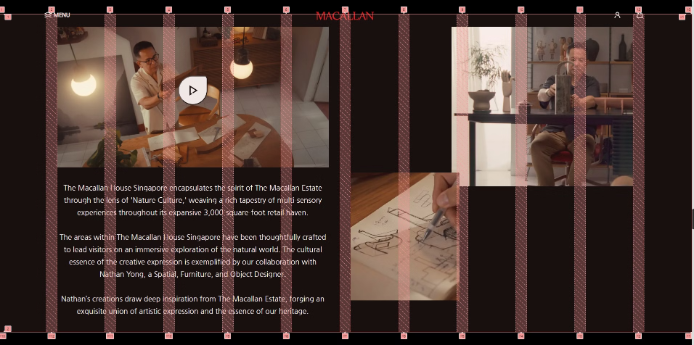 MENU
MACALLAN
The Macallan House Singapore encapsulates the spirit of The Macallan Estate
through the lens of 'Nature Culture,' weaving a rich tapestry of multi sensory
experiences throughout its expansive 3,000 square foot retail haven.
The areas within The Macallan House Singapore have been thoughtfully crafted
to lead visitors on an immersive exploration of the natural world. The cultural
essence of the creative expression is exemplified by our collaboration with
Nathan Yong, a Spatial, Furniture, and Object Designer.
Nathan's creations draw deep inspiration from The Macallan Estate, forging an
exquisite union of artistic expression and the essence of our heritage.